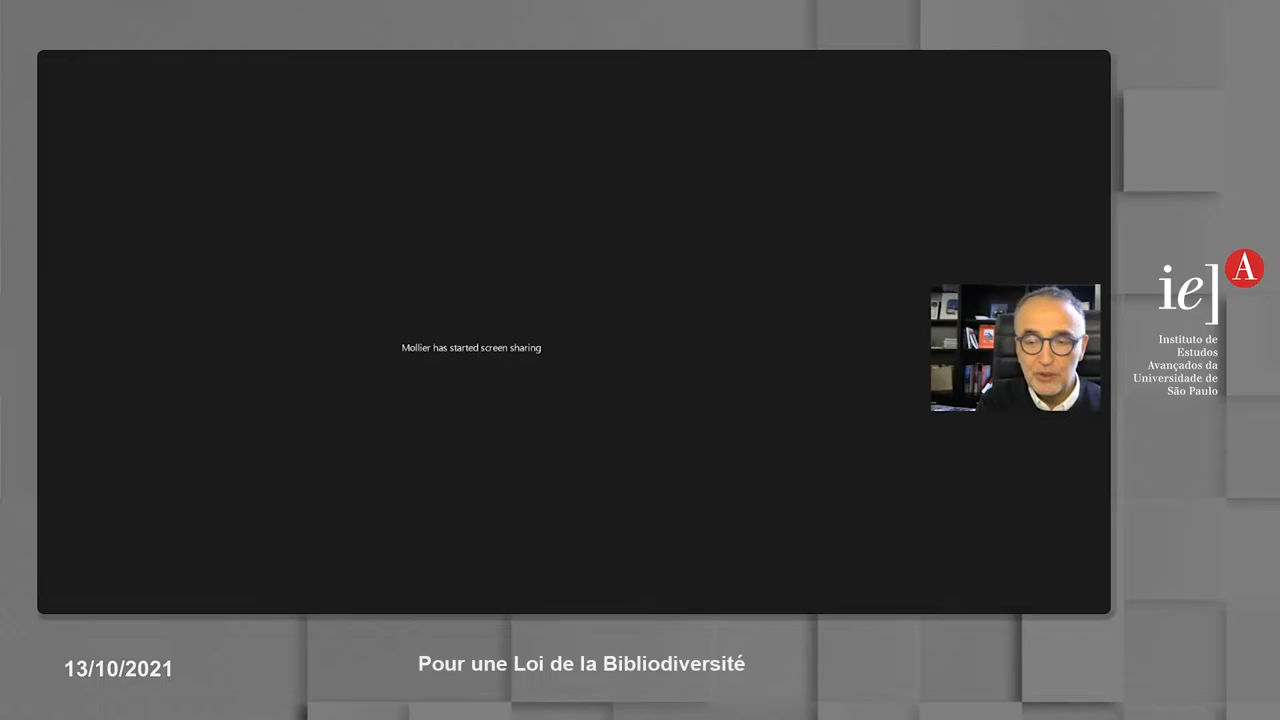 Mollier has started screen sharing
ie]
A
Instituto de
Estudos
Avançados da
Universidade de
São Paulo
13/10/2021
Pour une Loi de la Bibliodiversité